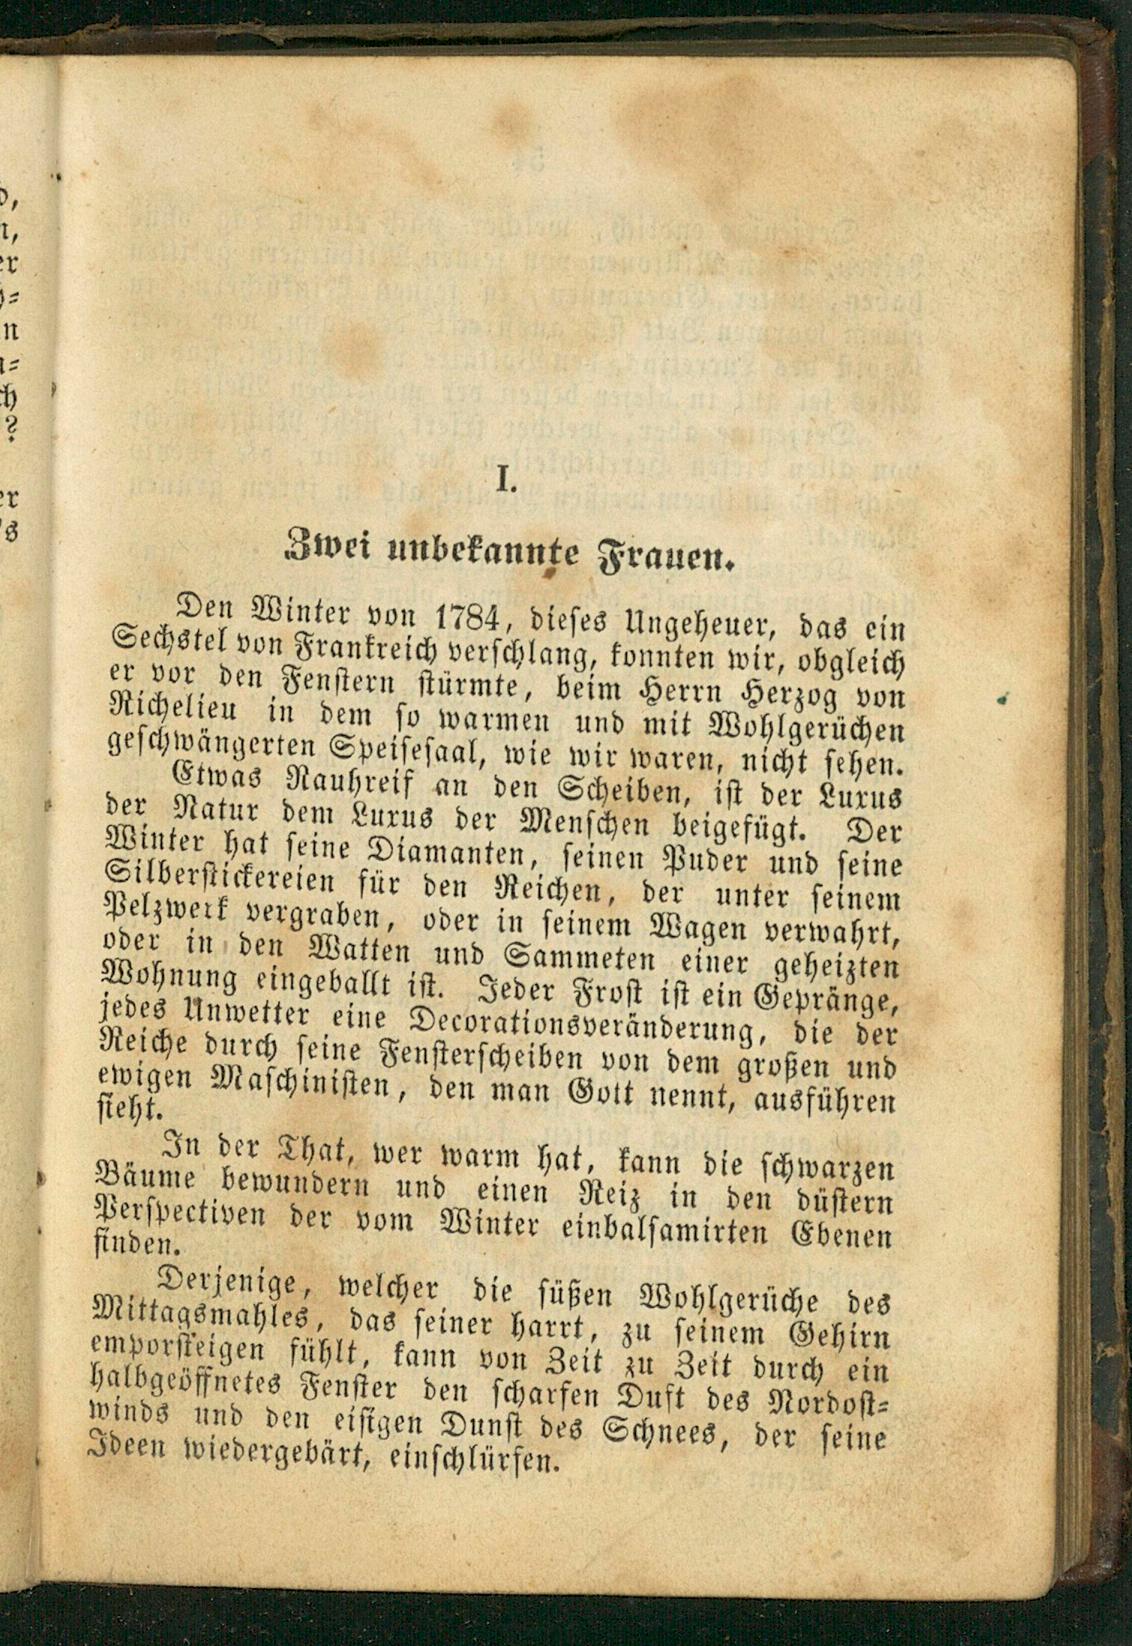 I.
Zwei unbekannte Frauen.
Den Winter von 1784, dieses Ungeheuer, das ein
Sechstel von Frankreich verschlang, konnten wir, obgleich
er vor den Fenstern stürmte, beim Herrn Herzog von
Richelieu in dem so warmen und mit Wohlgerüchen
geschwängerten Speisesaal, wie wir waren, nicht sehen.
Etwas Rauhreif an den Scheiben, ist der Luxus
der Natur dem Luxus der Menschen beigefügt. Der
Winter hat seine Diamanten, seinen Puder und seine
Silberstickereien für den Reichen, der unter seinem
Pelzwerk vergraben, oder in seinem Wagen verwahrt,
oder in den Watten und Sammeten einer geheizten
Wohnung eingeballt ist. Jeder Frost ist ein Gepränge,
jedes Unwetter eine Decorationsveränderung, die der
Reiche durch seine Fensterscheiben von dem großen und
ewigen Maschinisten, den man Gott nennt, ausführen
sieht.
In der That, wer warm hat, kann die schwarzen
Bäume bewundern und einen Reiz in den düstern
Perspectiven der vom Winter einbalsamirten Ebenen
finden.
Derjenige, welcher die süßen Wohlgerüche des
Mittagsmahles, das seiner harrt, zu seinem Gehirn
emporsteigen fühlt, kann von Zeit zu Zeit durch ein
halbgeöffnetes Fenster den scharfen Duft des Nordost=
winds und den eisigen Dunst des Schnees, der seine
Ideen wiedergebärt, einschlürfen.